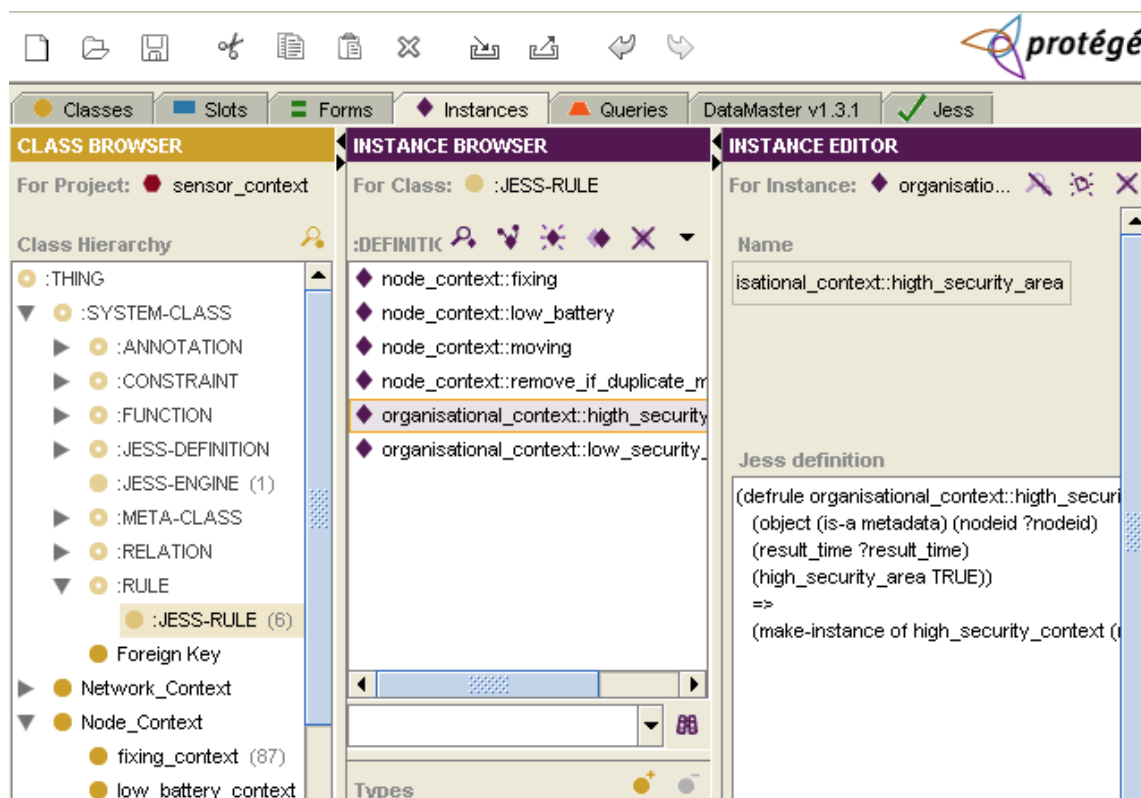 protégé
Classes Slots Forms Instances Queries DataMaster v1.3.1 Jess
CLASS BROWSER
For Project: sensor_context
Class Hierarchy
:THING
:SYSTEM-CLASS
:ANNOTATION
:CONSTRAINT
:FUNCTION
:JESS-DEFINITION
:JESS-ENGINE (1)
:META-CLASS
:RELATION
:RULE
:JESS-RULE (6)
Foreign Key
Network_Context
Node_Context
fixing_context (87)
low_battery_context
INSTANCE BROWSER
For Class: :JESS-RULE
:DEFINITIC
node_context::fixing
node_context::low_battery
node_context::moving
node_context::remove_if_duplicate_m
organisational_context::higth_security
organisational_context::low_security_
Types
INSTANCE EDITOR
For Instance: organisatio...
Name
isational_context::higth_security_area
Jess definition
(defrule organisational_context::higth_securi
(object (is-a metadata) (nodeid ?nodeid)
(result_time ?result_time)
(high_security_area TRUE))
=>
(make-instance of high_security_context (